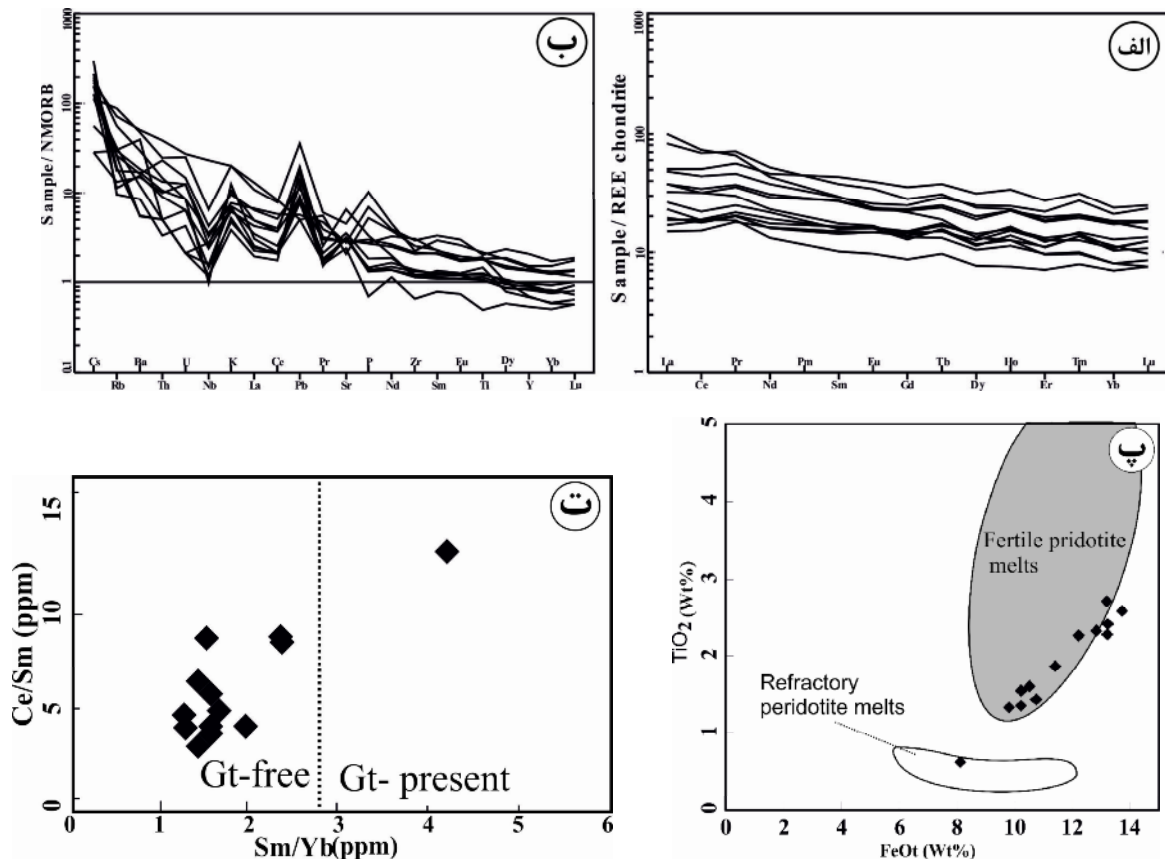 الف
Sample/ REE chondrite
1000
100
10
1
La
Pr
Pm
Eu
Tb
Ho
Tm
Lu
Ce
Nd
Sm
Gd
Dy
Er
Yb
ب
Sample/ NMORB
1000
100
10
1
0.1
Cs
Ba
U
K
Ce
Pr
P
Zr
Eu
Dy
Yb
Rb
Th
Nb
La
Pb
Sr
Nd
Sm
Ti
Y
Lu
پ
TiO2 (Wt%)
5
4
3
2
1
0
Fertile pridotite
melts
Refractory
peridotite melts
0 2 4 6 8 10 12 14
FeOt (Wt%)
ت
Ce/Sm (ppm)
15
10
5
0
Gt-free
Gt- present
0 1 2 3 4 5 6
Sm/Yb(ppm)